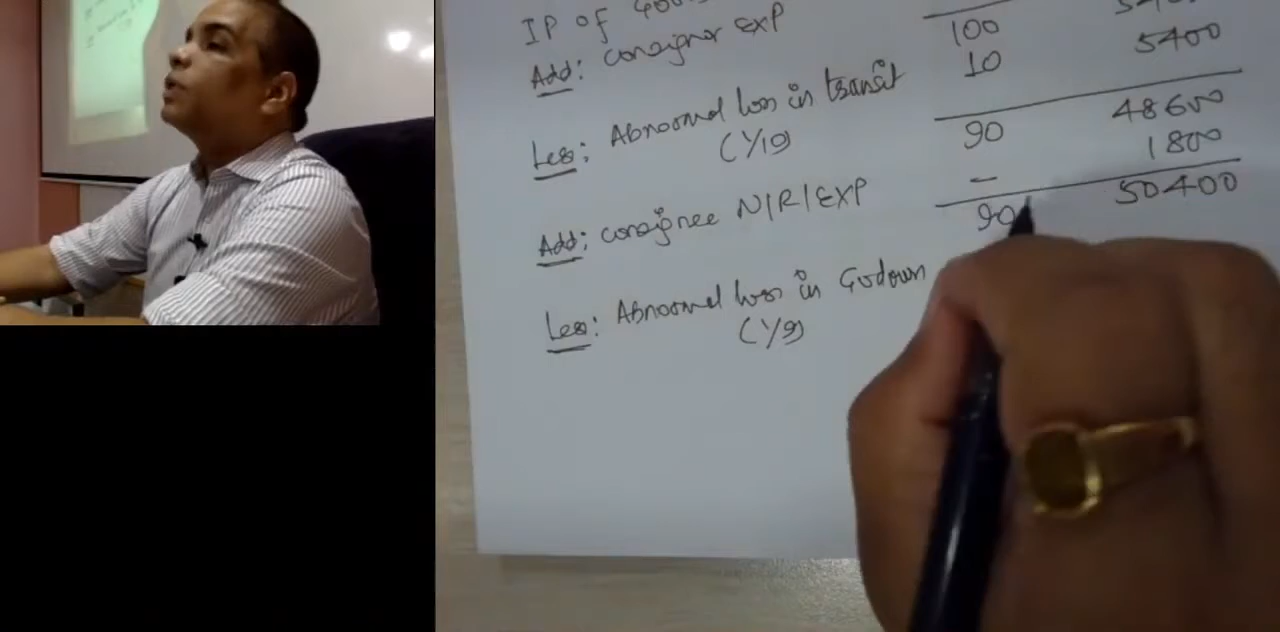 IP OF
Add: consignor EXP 100
10 5400
Less: Abnormal loss in transit
(1/10) 90 48600
- 1800
Add: consignee N/R/EXP 90 50400
Less: Abnormal loss in Godown
(1/9)